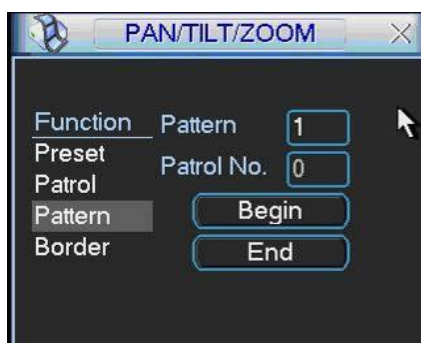 PAN/TILT/ZOOM
Function Pattern 1
Preset
Patrol No. 0
Patrol
Pattern Begin
Border End